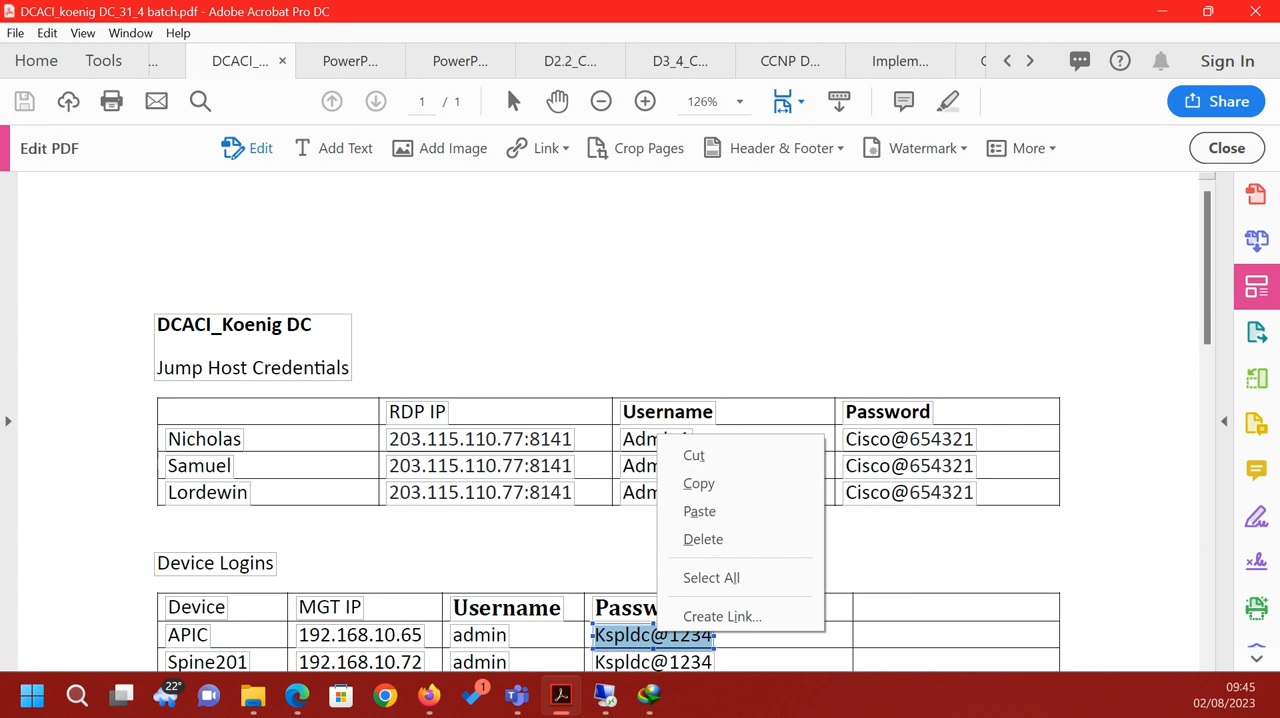 DCACI_koenig DC_31_4 batch.pdf - Adobe Acrobat Pro DC
File Edit View Window Help
Home Tools ... DCACI_... × PowerP... PowerP... D2.2_C... D3_4_C... CCNP D... Implem... Sign In
1 / 1 126% Share
Edit PDF Edit Add Text Add Image Link Crop Pages Header & Footer Watermark More Close
DCACI_Koenig DC
Jump Host Credentials
RDP IP Username Password
Nicholas 203.115.110.77:8141 Cisco@654321
Samuel 203.115.110.77:8141 Cisco@654321
Lordewin 203.115.110.77:8141 Cisco@654321
Cut
Copy
Paste
Delete
Select All
Create Link...
Device Logins
Device MGT IP Username Passw
APIC 192.168.10.65 admin Kspldc@1234
Spine201 192.168.10.72 admin Kspldc@1234
22° 1 09:45
02/08/2023